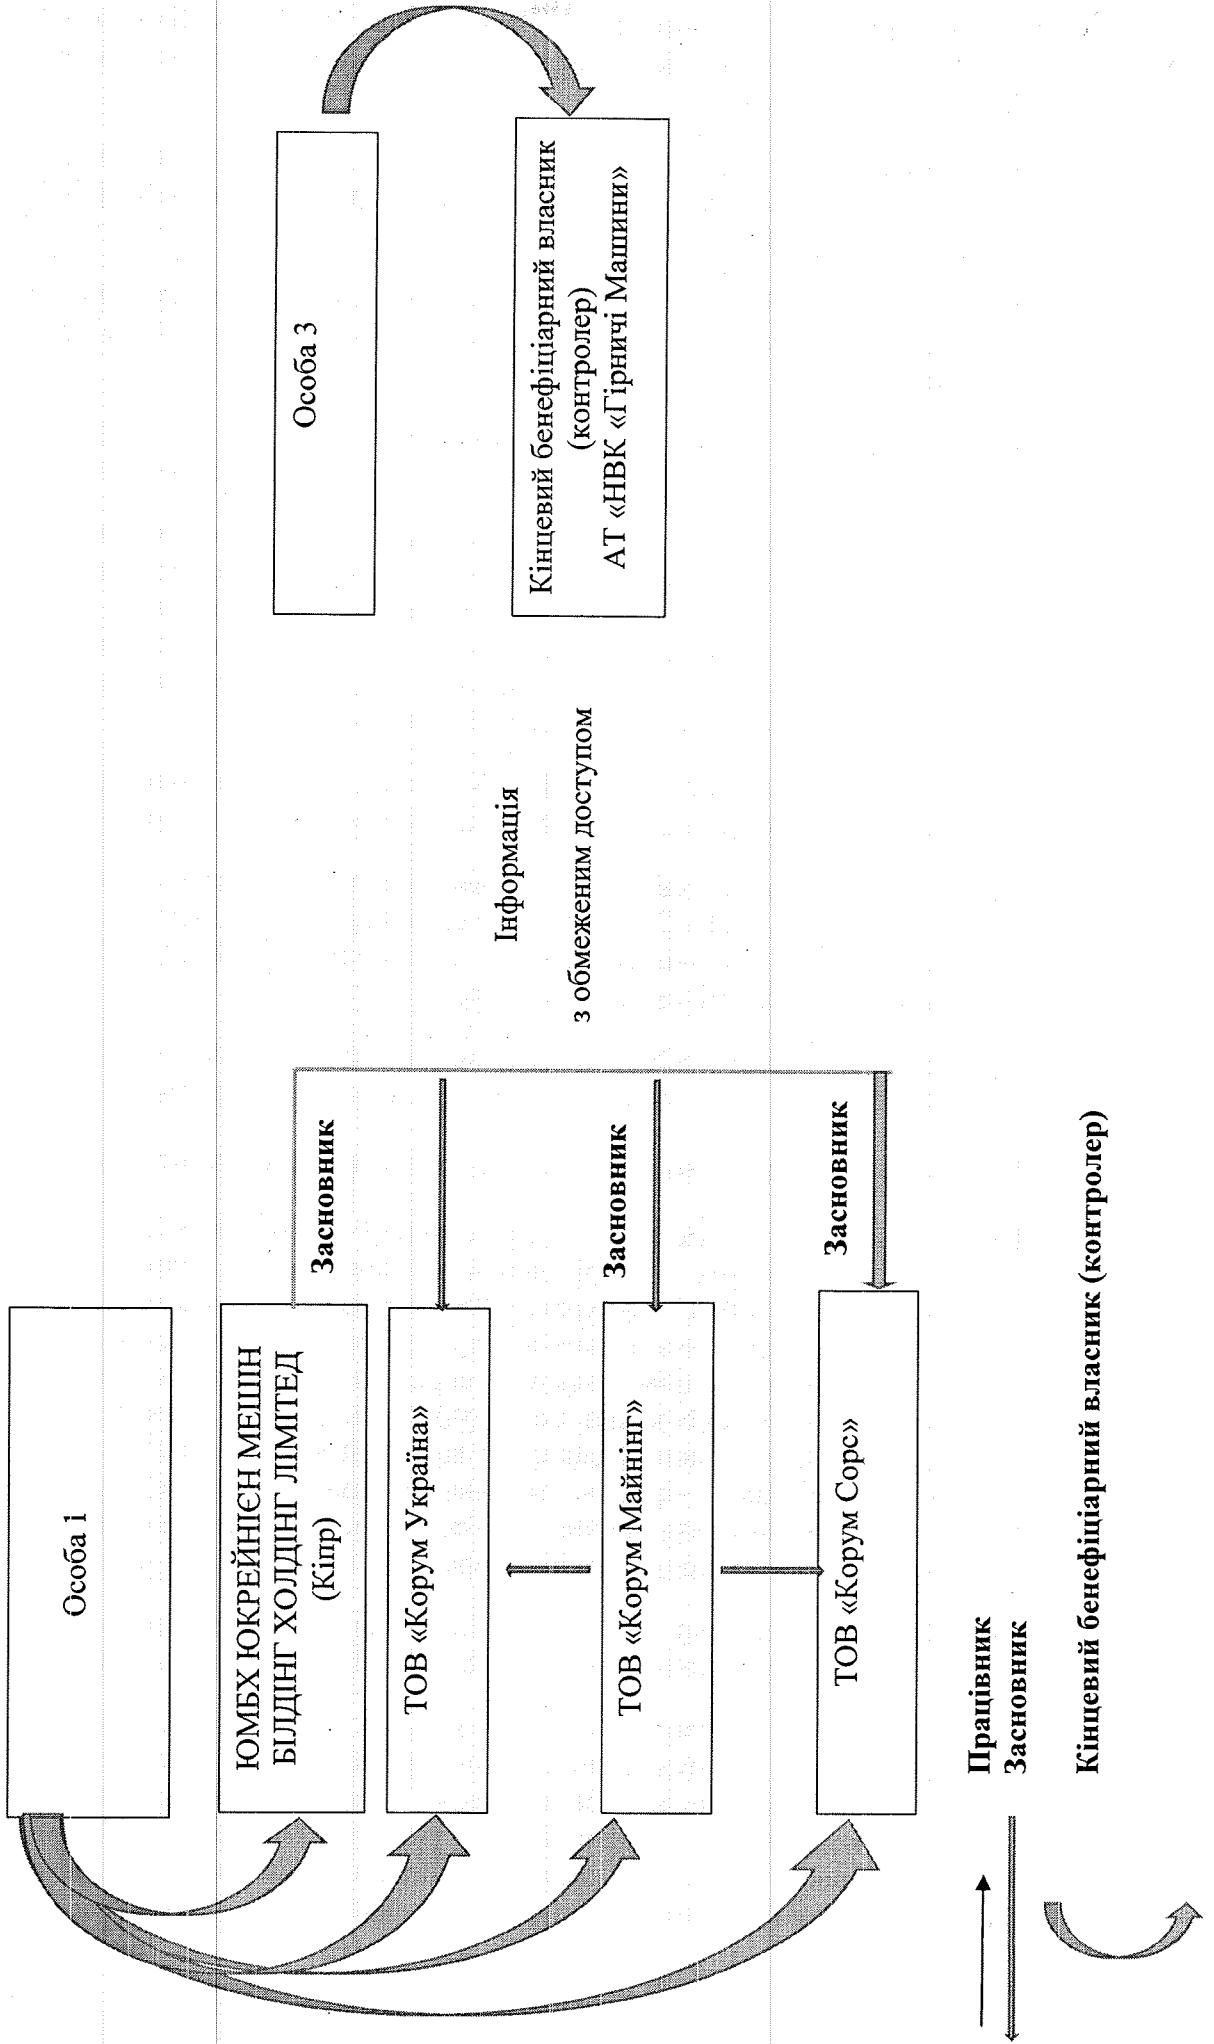 Особа 1
ЮМБХ ЮКРЕЙНІЄН МЕШІН
БІЛДІНГ ХОЛДІНГ ЛІМІТЕД
(Кіпр)
Засновник
ТОВ «Корум Україна»
ТОВ «Корум Майнінг»
Засновник
ТОВ «Корум Сорс»
Засновник
Інформація
з обмеженим доступом
Особа 3
Кінцевий бенефіціарний власник
(контролер)
АТ «НВК «Гірничі Машини»
Працівник
Засновник
Кінцевий бенефіціарний власник (контролер)